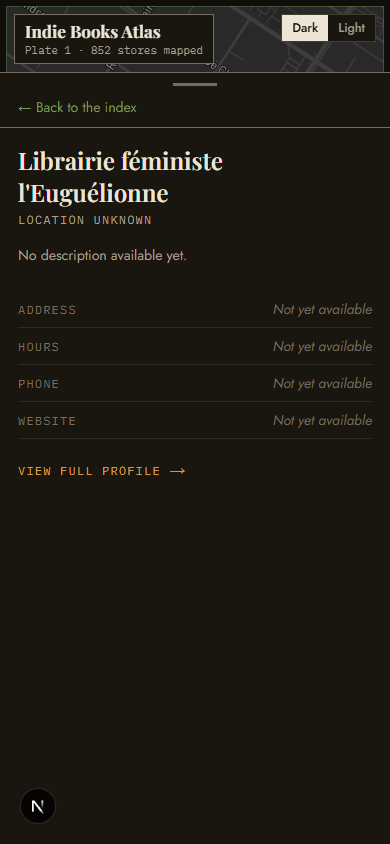 Indie Books Atlas
Plate 1 · 852 stores mapped
Dark
Light
← Back to the index
Librairie féministe
l'Euguélionne
LOCATION UNKNOWN
No description available yet.
ADDRESS Not yet available
HOURS Not yet available
PHONE Not yet available
WEBSITE Not yet available
VIEW FULL PROFILE →
N